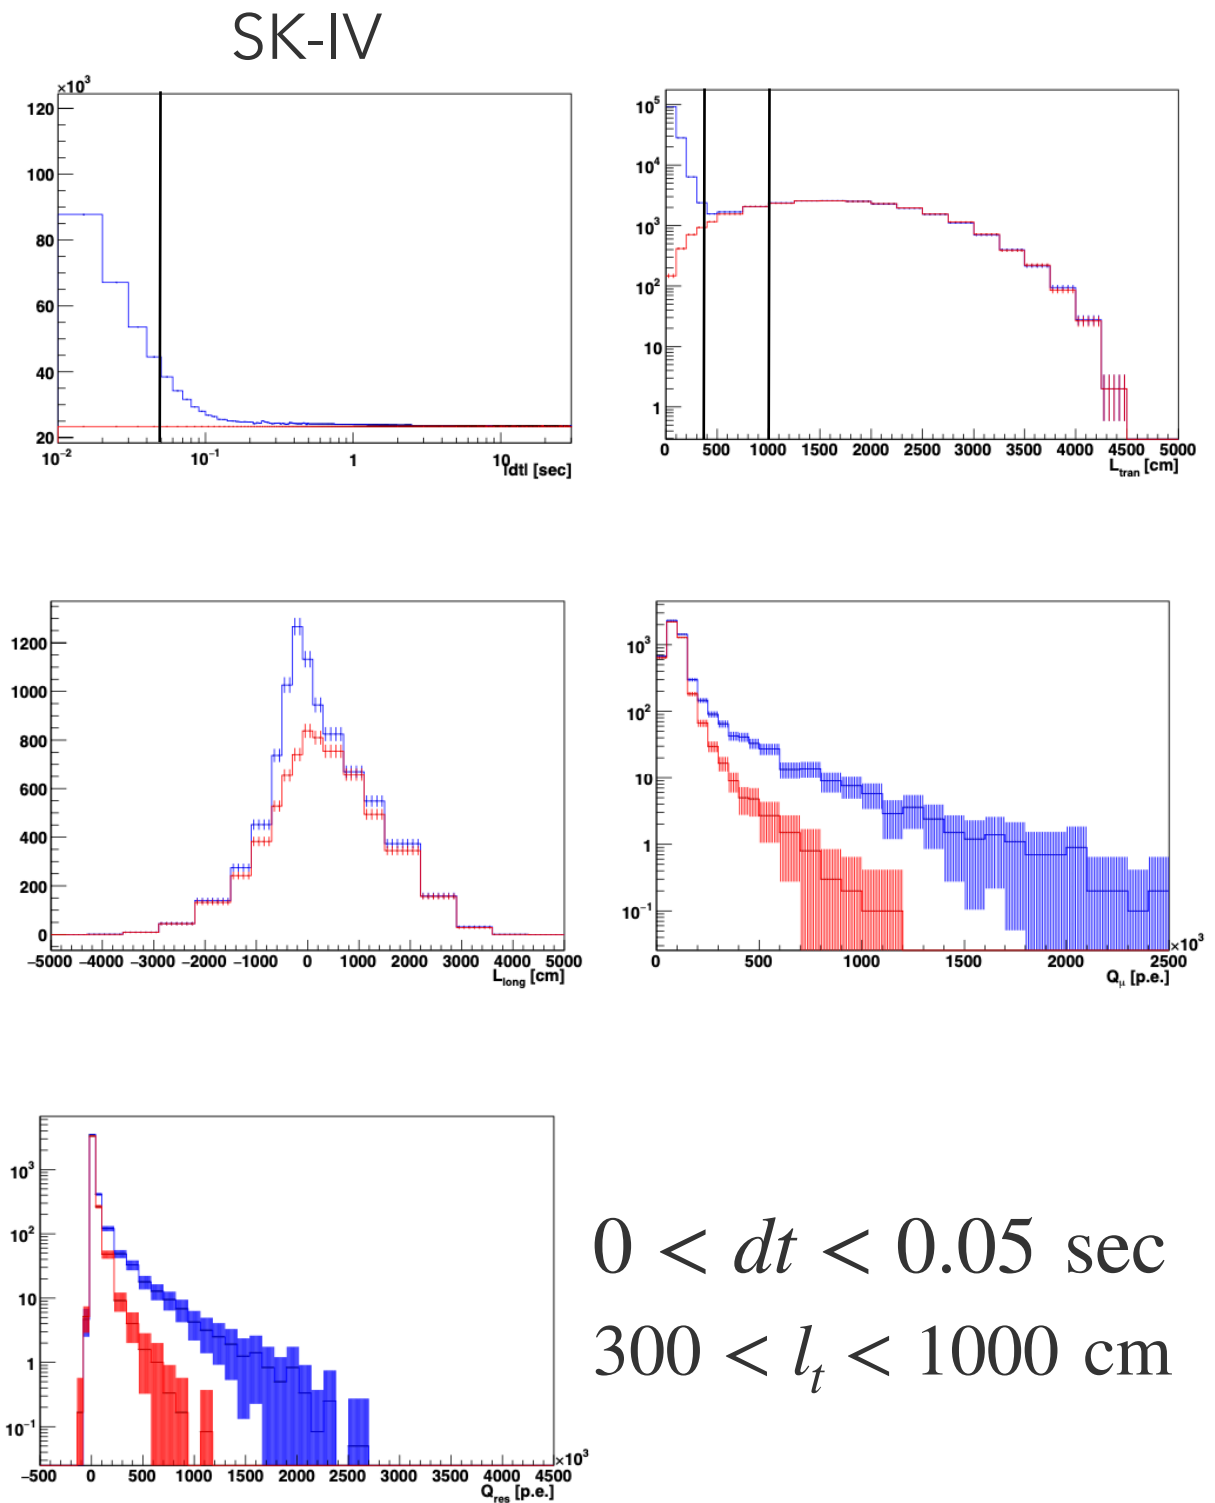 SK-IV
×10³
120
100
80
60
40
20
10⁻² 10⁻¹ 1 10
|dt| [sec]
10⁵
10⁴
10³
10²
10
1
0 500 1000 1500 2000 2500 3000 3500 4000 4500 5000
L_tran [cm]
1200
1000
800
600
400
200
0
−5000 −4000 −3000 −2000 −1000 0 1000 2000 3000 4000 5000
L_long [cm]
10³
10²
10
1
10⁻¹
0 500 1000 1500 2000 2500
×10³
Q_μ [p.e.]
10³
10²
10
1
10⁻¹
−500 0 500 1000 1500 2000 2500 3000 3500 4000 4500
×10³
Q_res [p.e.]
0 < dt < 0.05 sec
300 < l_t < 1000 cm